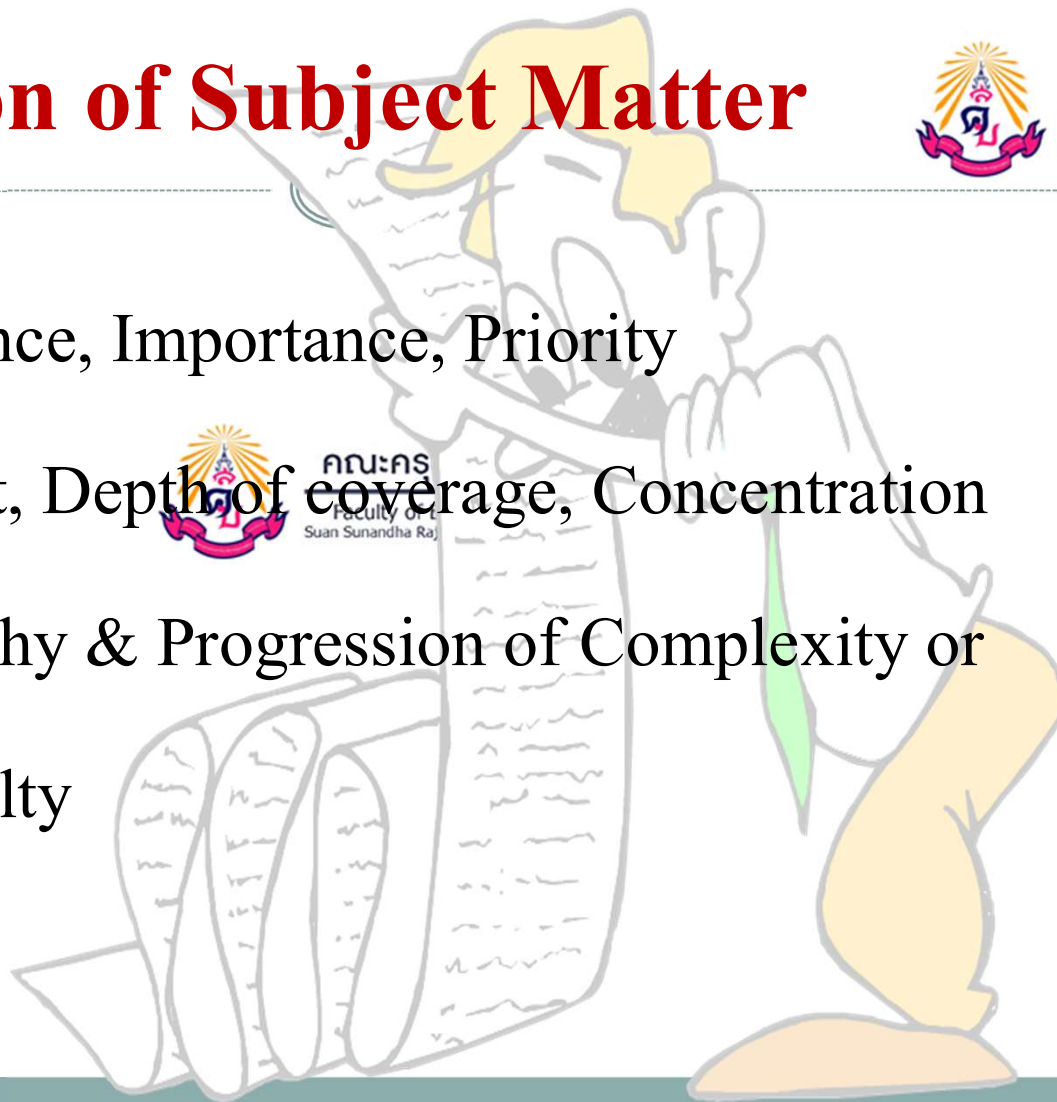 on of Subject Matter
nce, Importance, Priority
t, Depth of coverage, Concentration
คณะครุ
Faculty of
Suan Sunandha Raj
hy & Progression of Complexity or
lty